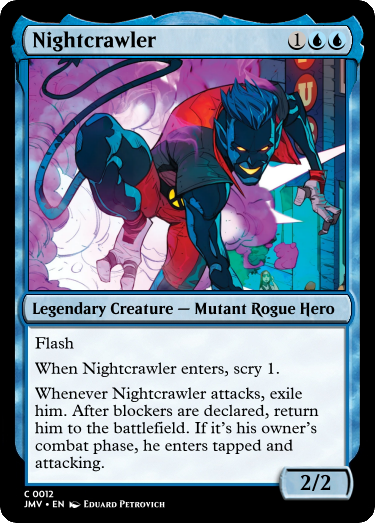 Nightcrawler 1
Legendary Creature — Mutant Rogue Hero
Flash
When Nightcrawler enters, scry 1.
Whenever Nightcrawler attacks, exile
him. After blockers are declared, return
him to the battlefield. If it's his owner's
combat phase, he enters tapped and
attacking.
2/2
C 0012
JMV • EN Eduard Petrovich